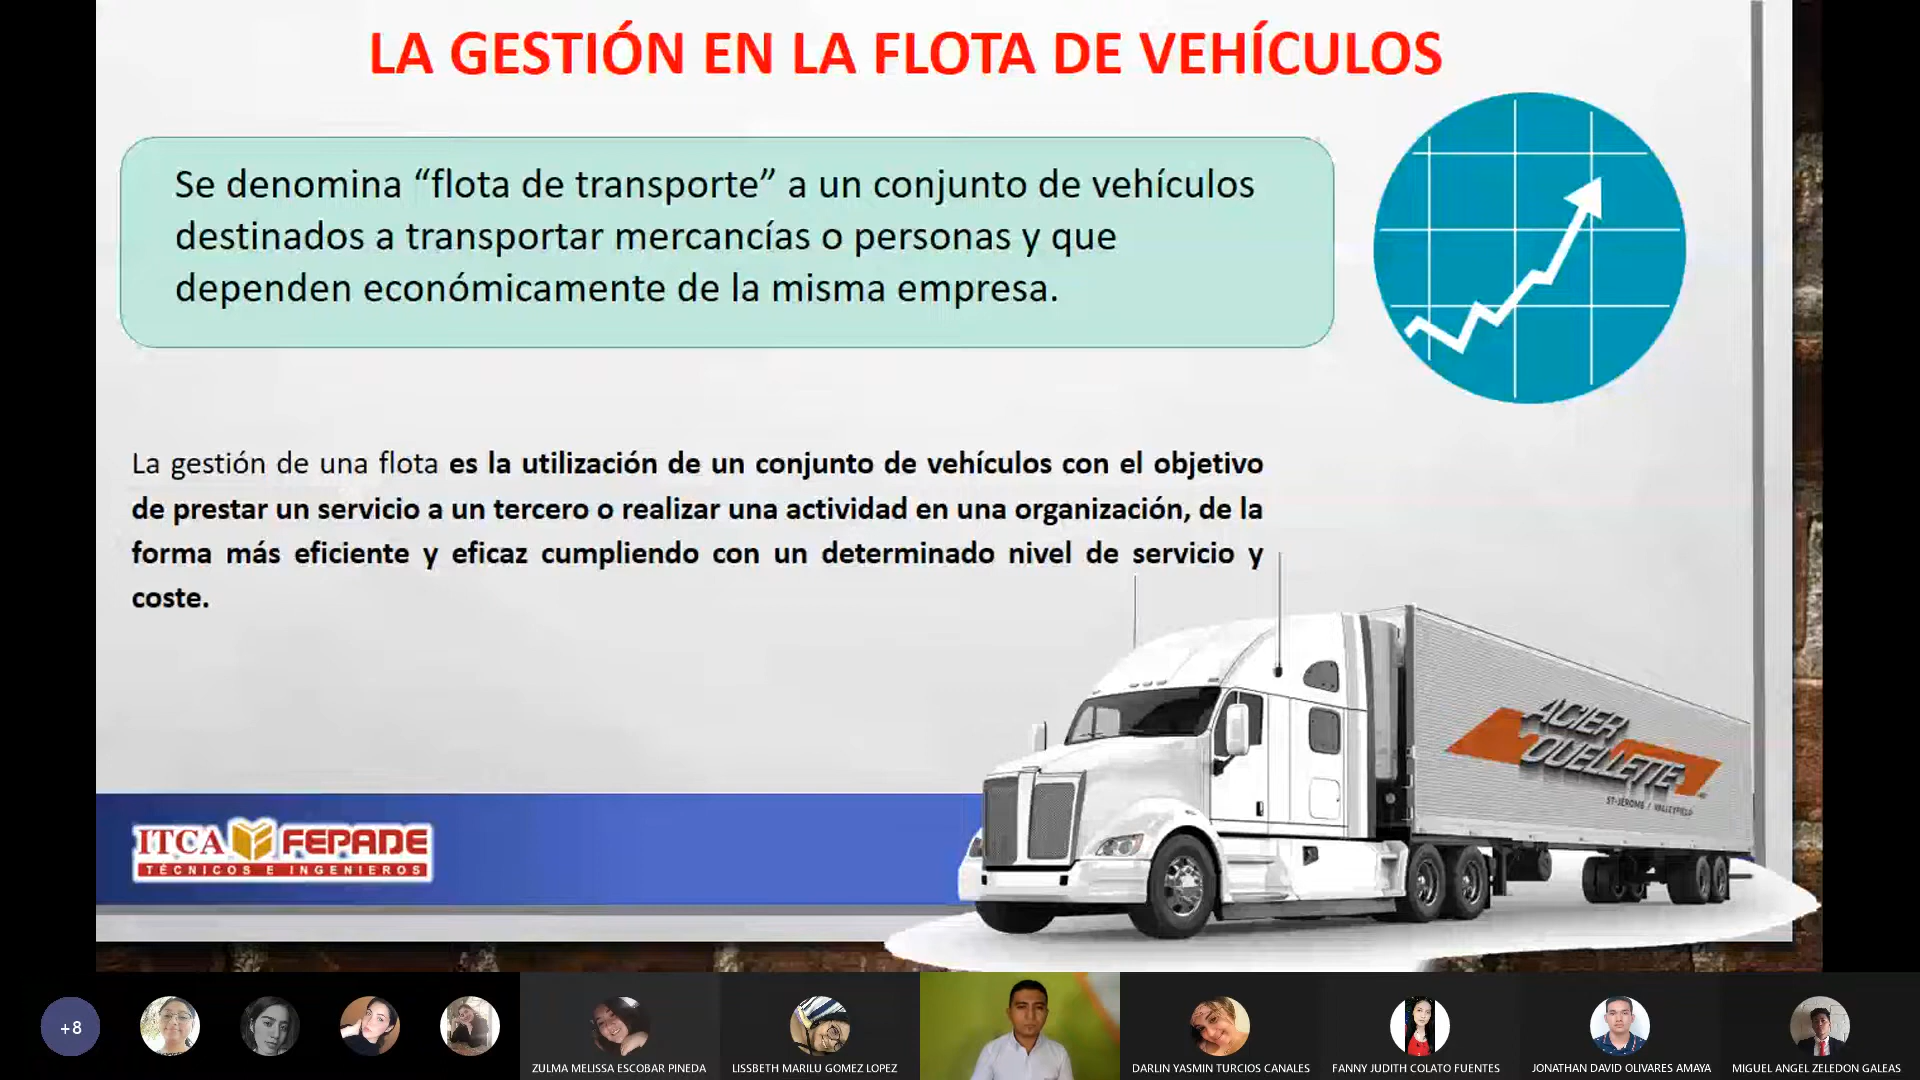 LA GESTIÓN EN LA FLOTA DE VEHÍCULOS
Se denomina “flota de transporte” a un conjunto de vehículos
destinados a transportar mercancías o personas y que
dependen económicamente de la misma empresa.
La gestión de una flota es la utilización de un conjunto de vehículos con el objetivo
de prestar un servicio a un tercero o realizar una actividad en una organización, de la
forma más eficiente y eficaz cumpliendo con un determinado nivel de servicio y
coste.
ACIER
OUELLETTE
ST-JÉRÔME / VALLEYFIELD
ITCA FEPADE
TÉCNICOS E INGENIEROS
+8
ZULMA MELISSA ESCOBAR PINEDA
LISSBETH MARILU GOMEZ LOPEZ
DARLIN YASMIN TURCIOS CANALES
FANNY JUDITH COLATO FUENTES
JONATHAN DAVID OLIVARES AMAYA
MIGUEL ANGEL ZELEDON GALEAS